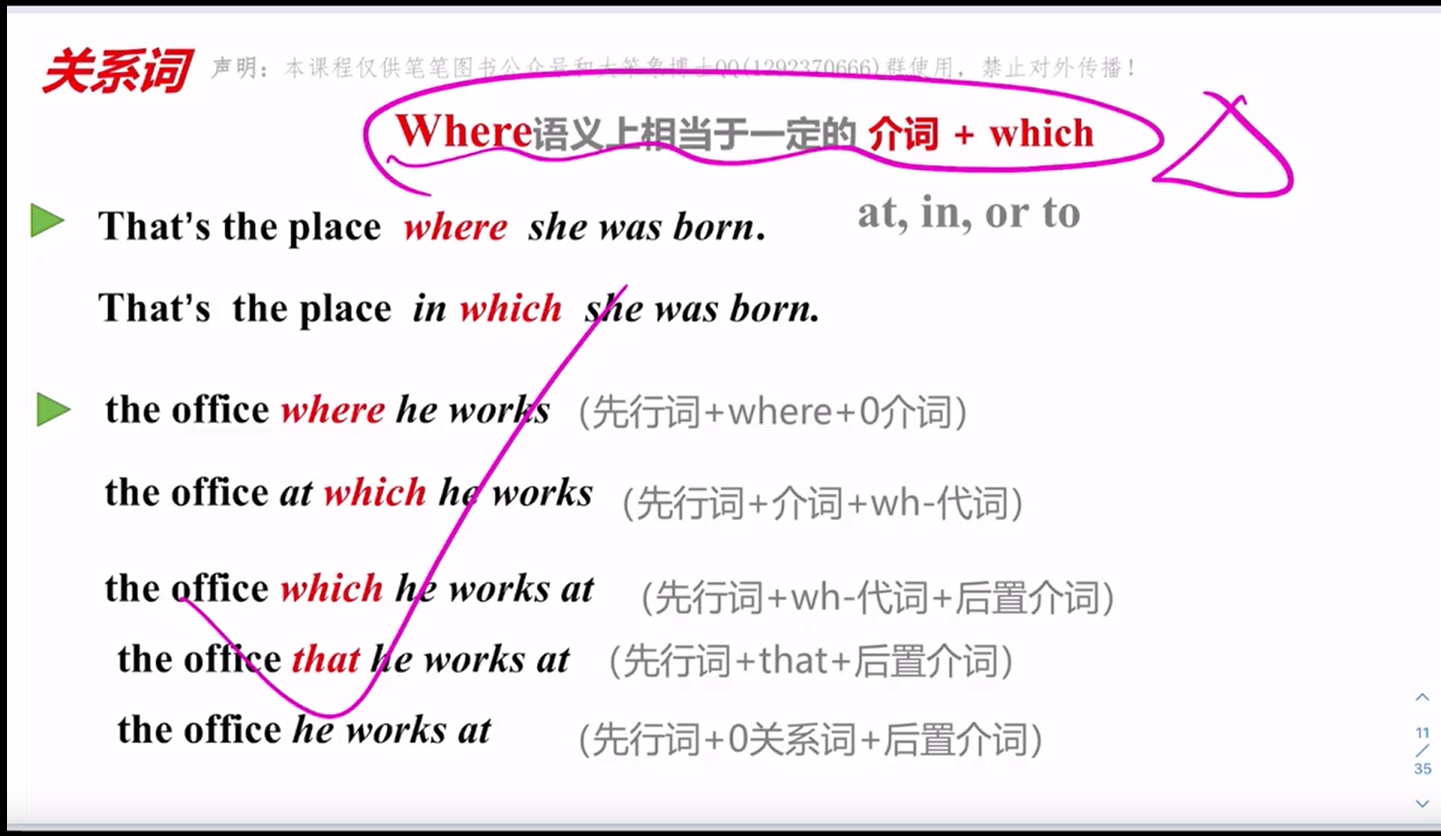 关系词 声明：本课程仅供笔笔图书公众号和大笨象博士QQ(1292370666)群使用，禁止对外传播！
Where语义上相当于一定的 介词 + which
That's the place where she was born.
at, in, or to
That's the place in which she was born.
the office where he works （先行词+where+0介词）
the office at which he works （先行词+介词+wh-代词）
the office which he works at （先行词+wh-代词+后置介词）
the office that he works at （先行词+that+后置介词）
the office he works at （先行词+0关系词+后置介词）
11
/
35